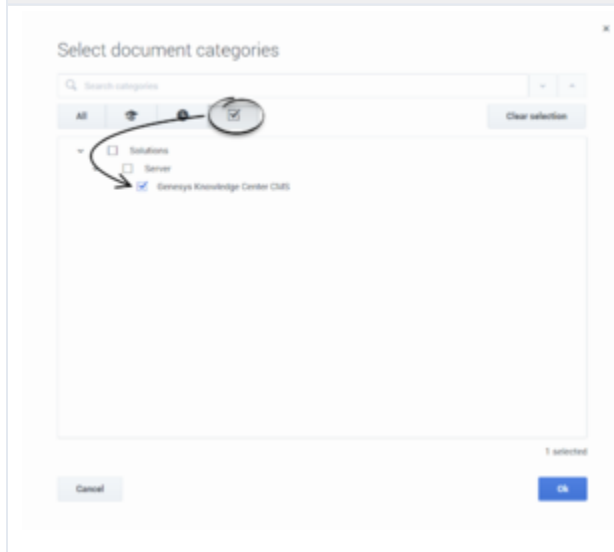 Select document categories
Search categories
All
Clear selection
Solutions
Server
Genesys Knowledge Center CMS
1 selected
Cancel
Ok